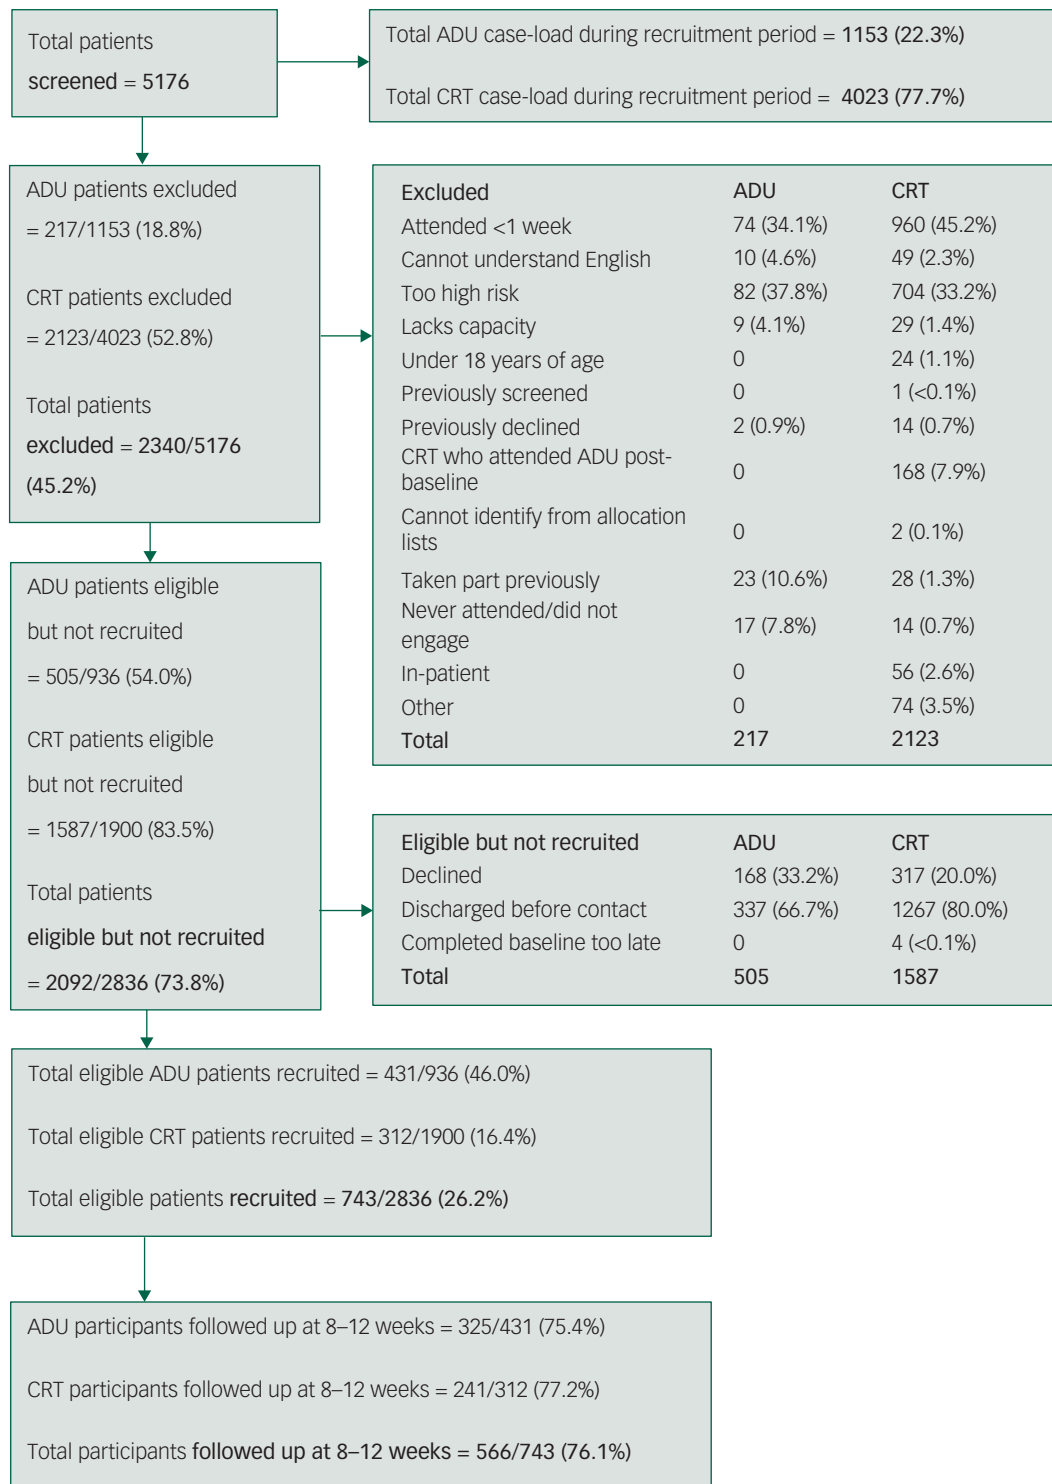 Total patients
screened = 5176
Total ADU case-load during recruitment period = 1153 (22.3%)
Total CRT case-load during recruitment period = 4023 (77.7%)
ADU patients excluded
= 217/1153 (18.8%)
CRT patients excluded
= 2123/4023 (52.8%)
Total patients
excluded = 2340/5176
(45.2%)
Excluded ADU CRT
Attended <1 week 74 (34.1%) 960 (45.2%)
Cannot understand English 10 (4.6%) 49 (2.3%)
Too high risk 82 (37.8%) 704 (33.2%)
Lacks capacity 9 (4.1%) 29 (1.4%)
Under 18 years of age 0 24 (1.1%)
Previously screened 0 1 (<0.1%)
Previously declined 2 (0.9%) 14 (0.7%)
CRT who attended ADU post-
baseline 0 168 (7.9%)
Cannot identify from allocation
lists 0 2 (0.1%)
Taken part previously 23 (10.6%) 28 (1.3%)
Never attended/did not
engage 17 (7.8%) 14 (0.7%)
In-patient 0 56 (2.6%)
Other 0 74 (3.5%)
Total 217 2123
ADU patients eligible
but not recruited
= 505/936 (54.0%)
CRT patients eligible
but not recruited
= 1587/1900 (83.5%)
Total patients
eligible but not recruited
= 2092/2836 (73.8%)
Eligible but not recruited ADU CRT
Declined 168 (33.2%) 317 (20.0%)
Discharged before contact 337 (66.7%) 1267 (80.0%)
Completed baseline too late 0 4 (<0.1%)
Total 505 1587
Total eligible ADU patients recruited = 431/936 (46.0%)
Total eligible CRT patients recruited = 312/1900 (16.4%)
Total eligible patients recruited = 743/2836 (26.2%)
ADU participants followed up at 8–12 weeks = 325/431 (75.4%)
CRT participants followed up at 8–12 weeks = 241/312 (77.2%)
Total participants followed up at 8–12 weeks = 566/743 (76.1%)